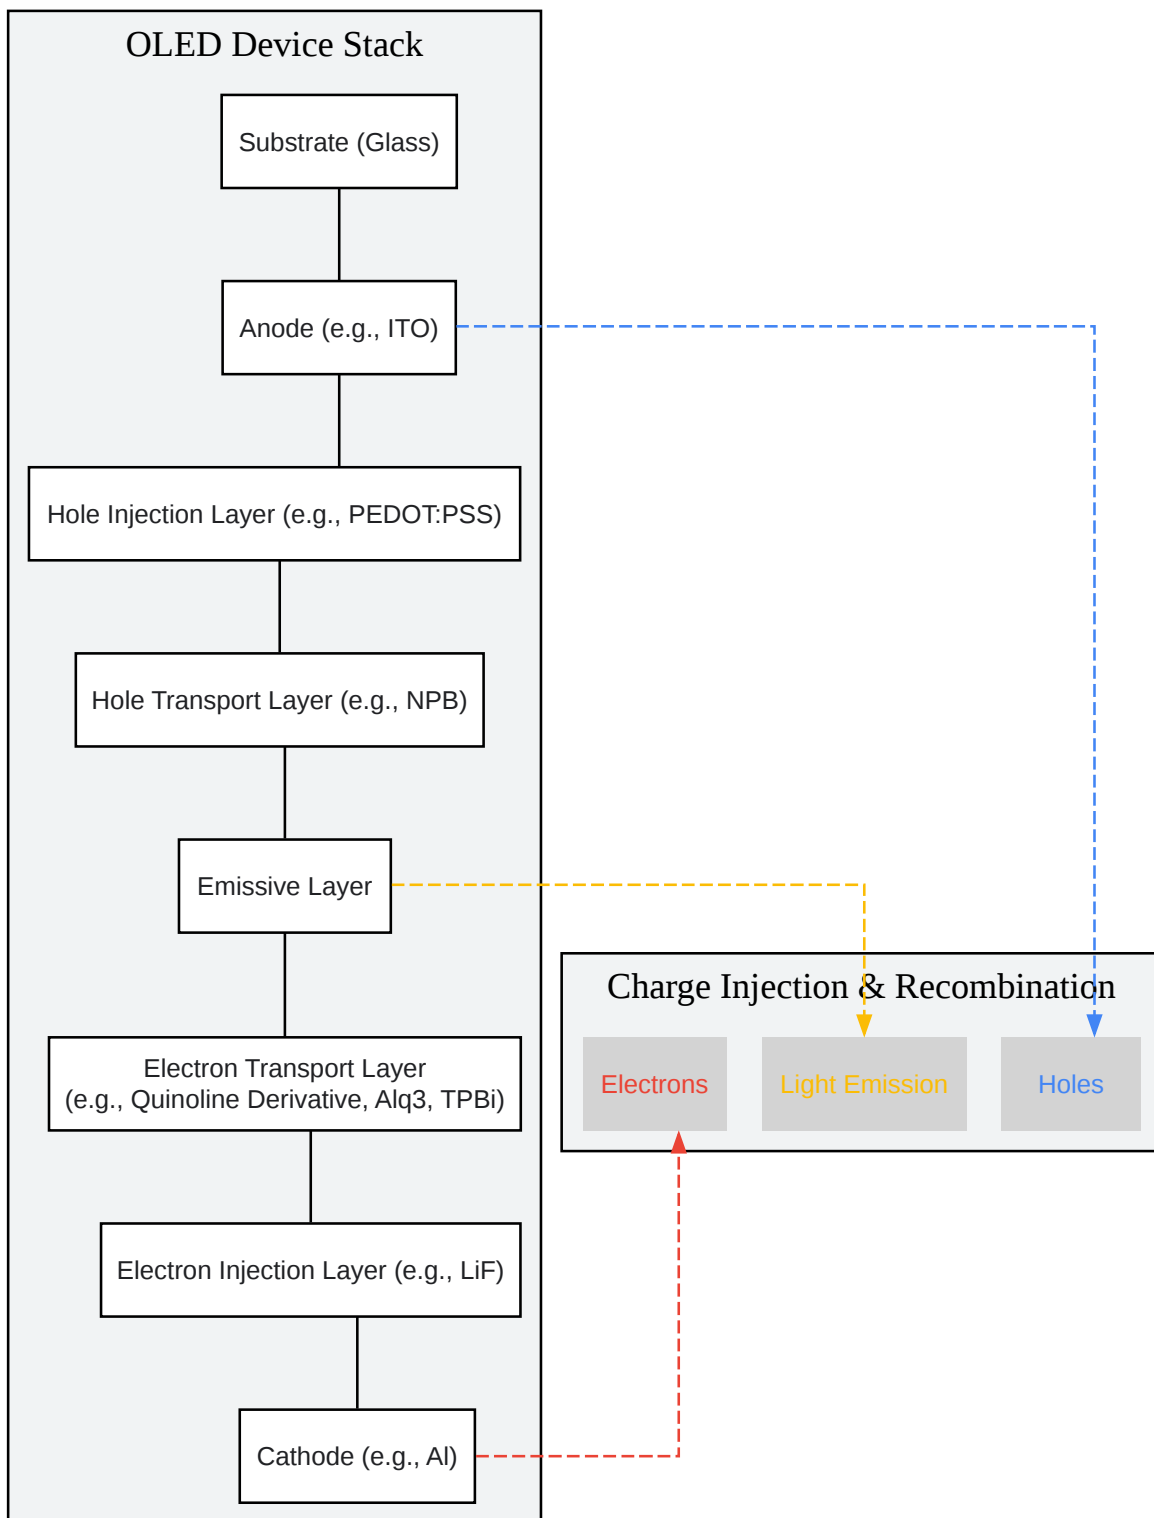 OLED Device Stack
Substrate (Glass)
Anode (e.g., ITO)
Hole Injection Layer (e.g., PEDOT:PSS)
Hole Transport Layer (e.g., NPB)
Emissive Layer
Electron Transport Layer
(e.g., Quinoline Derivative, Alq3, TPBi)
Electron Injection Layer (e.g., LiF)
Cathode (e.g., Al)
Charge Injection & Recombination
Electrons
Light Emission
Holes